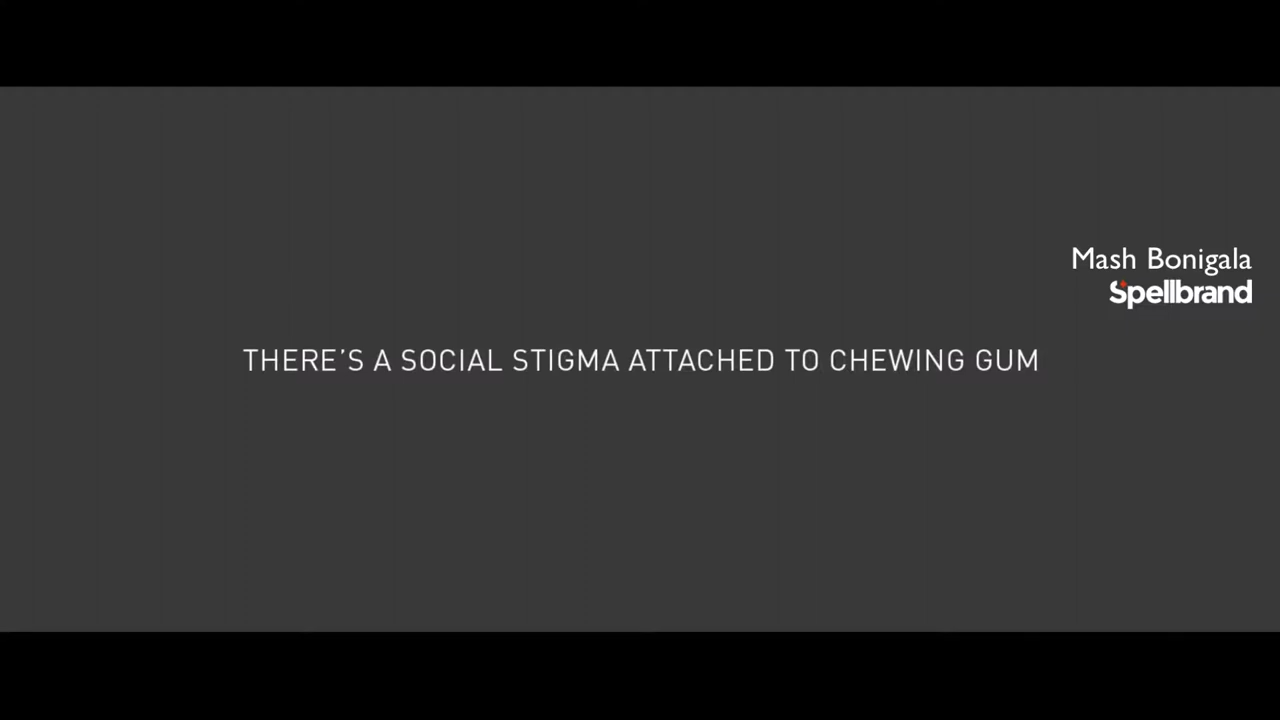 Mash Bonigala
Spellbrand
THERE’S A SOCIAL STIGMA ATTACHED TO CHEWING GUM